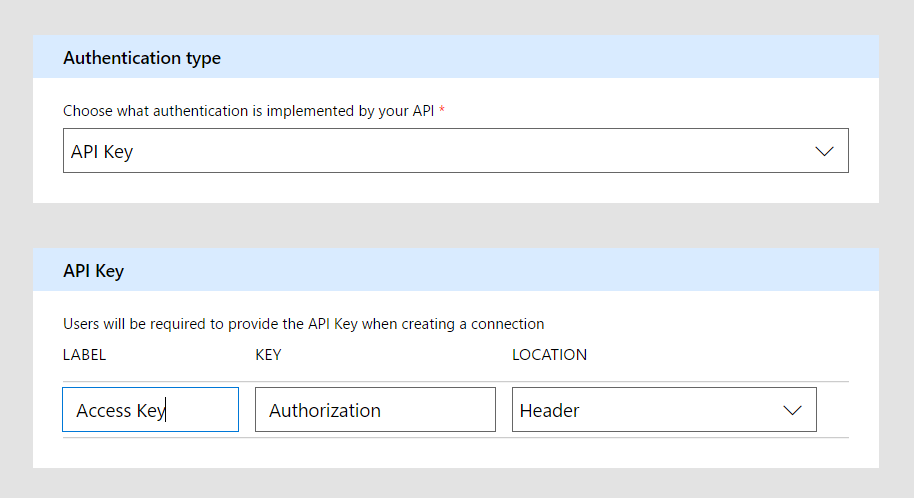 Authentication type
Choose what authentication is implemented by your API *
API Key
API Key
Users will be required to provide the API Key when creating a connection
LABEL KEY LOCATION
Access Key Authorization Header